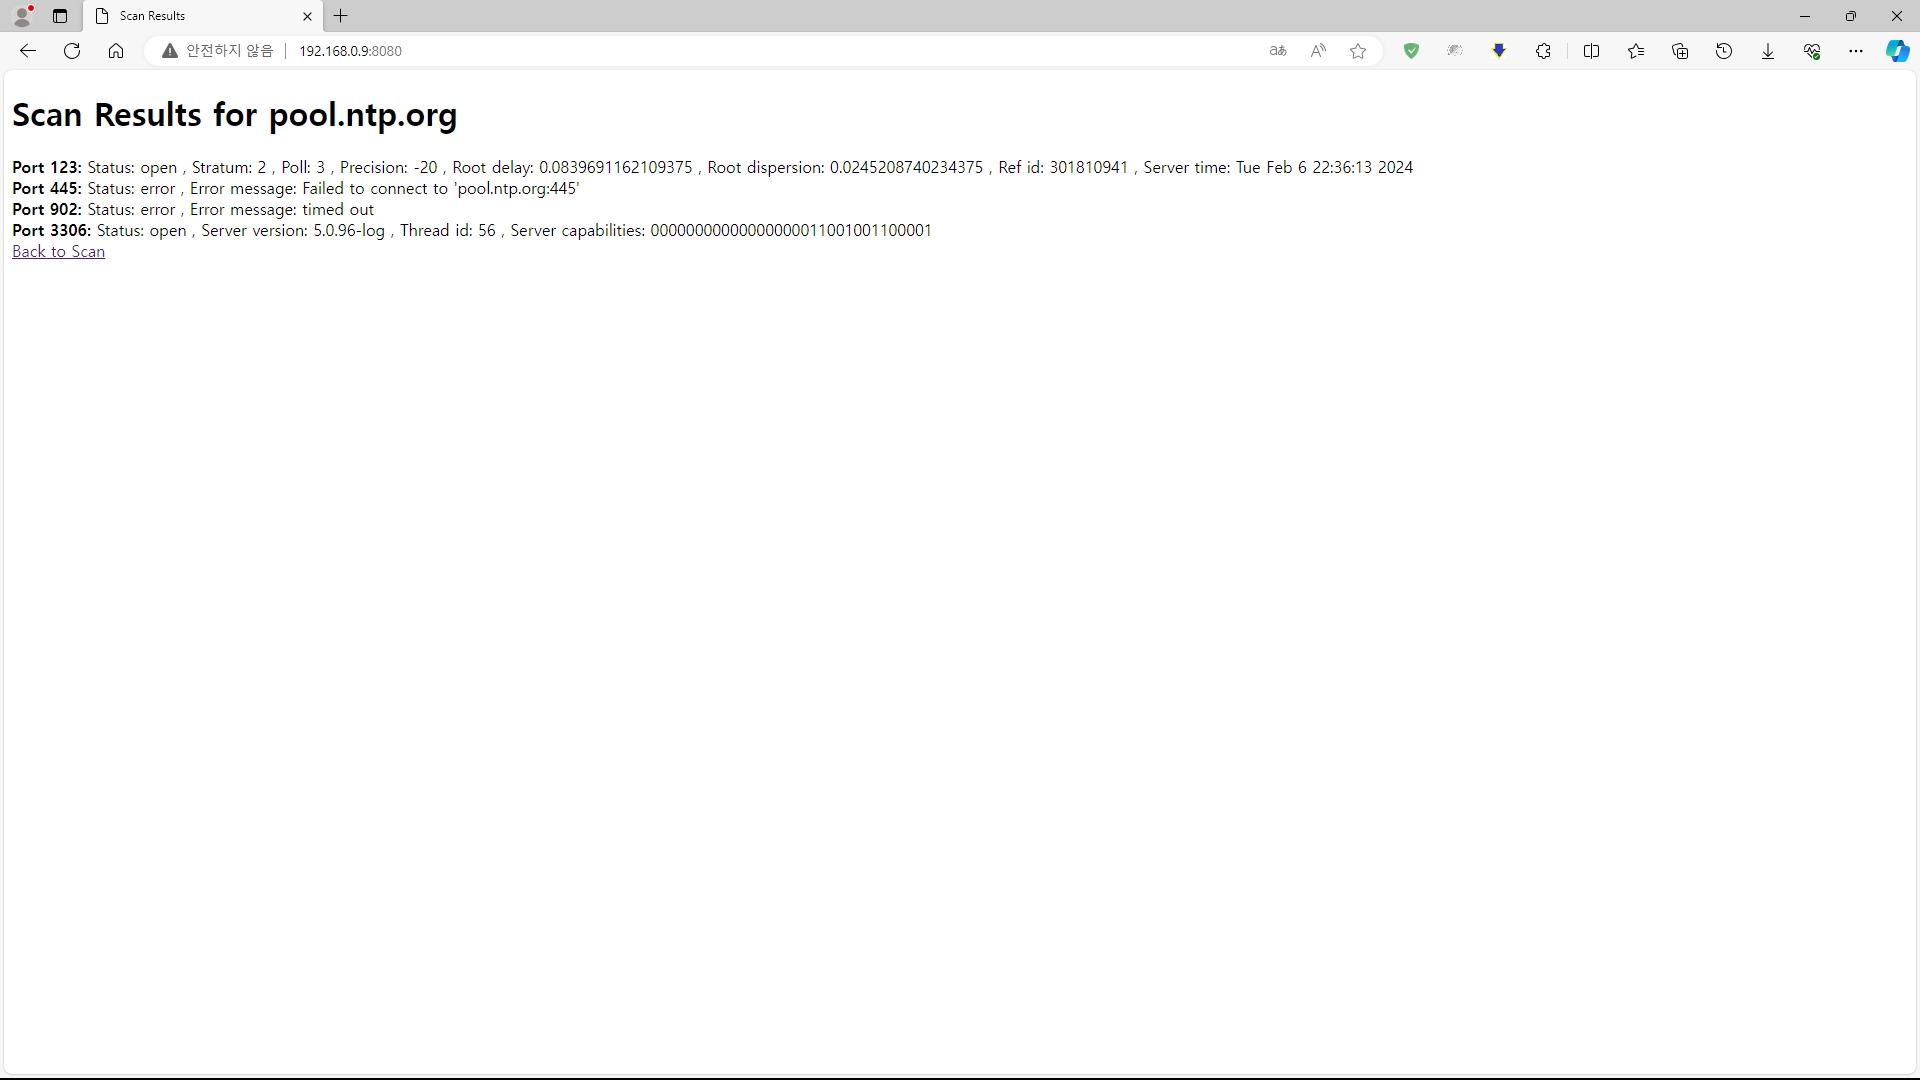 Scan Results
안전하지 않음 192.168.0.9:8080
aあ A
Scan Results for pool.ntp.org
Port 123: Status: open , Stratum: 2 , Poll: 3 , Precision: -20 , Root delay: 0.0839691162109375 , Root dispersion: 0.0245208740234375 , Ref id: 301810941 , Server time: Tue Feb 6 22:36:13 2024
Port 445: Status: error , Error message: Failed to connect to 'pool.ntp.org:445'
Port 902: Status: error , Error message: timed out
Port 3306: Status: open , Server version: 5.0.96-log , Thread id: 56 , Server capabilities: 00000000000000000011001001100001
Back to Scan